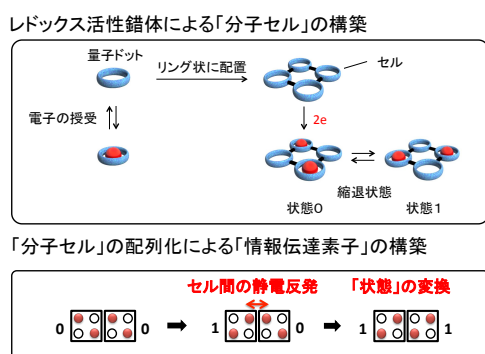 レドックス活性錯体による「分子セル」の構築
量子ドット
リング状に配置
セル
電子の授受
2e
縮退状態
状態0
状態1
「分子セル」の配列化による「情報伝達素子」の構築
セル間の静電反発
「状態」の変換
0 0 1 0 1 1